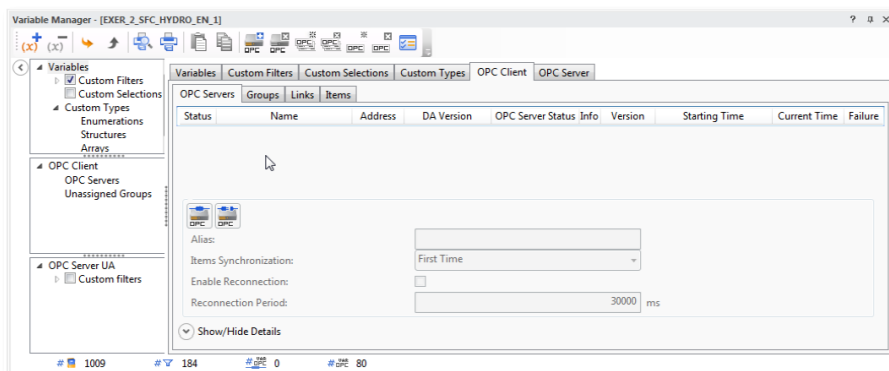 Variable Manager - [EXER_2_SFC_HYDRO_EN_1]
Variables
Custom Filters
Custom Selections
Custom Types
Enumerations
Structures
Arrays
OPC Client
OPC Servers
Unassigned Groups
OPC Server UA
Custom filters
Variables Custom Filters Custom Selections Custom Types OPC Client OPC Server
OPC Servers Groups Links Items
Status Name Address DA Version OPC Server Status Info Version Starting Time Current Time Failure
OPC OPC
Alias:
Items Synchronization: First Time
Enable Reconnection:
Reconnection Period: 30000 ms
Show/Hide Details
# 1009 # 184 # VAR OPC 0 # VAR OPC 80